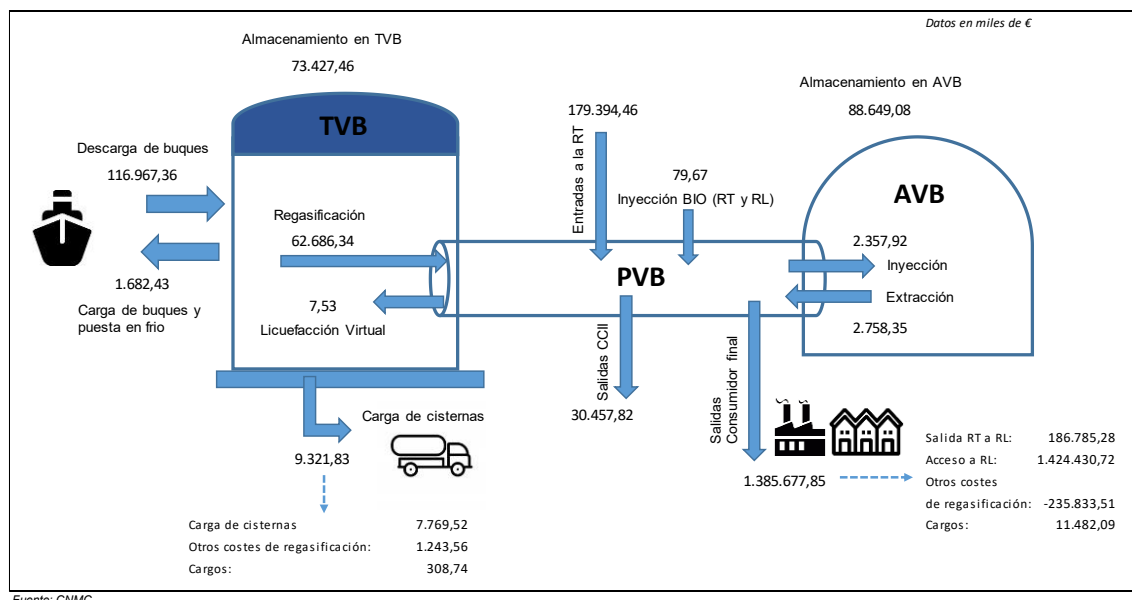 Datos en miles de €
Almacenamiento en TVB
73.427,46
Almacenamiento en AVB
88.649,08
TVB
179.394,46
Entradas a la RT
Descarga de buques
116.967,36
79,67
Inyección BIO (RT y RL)
AVB
Regasificación
62.686,34
2.357,92
Inyección
PVB
1.682,43
Carga de buques y
puesta en frio
7,53
Licuefacción Virtual
Extracción
2.758,35
Salidas CCII
30.457,82
Salidas
Consumidor final
1.385.677,85
Carga de cisternas
9.321,83
Salida RT a RL: 186.785,28
Acceso a RL: 1.424.430,72
Otros costes
de regasificación: -235.833,51
Cargos: 11.482,09
Carga de cisternas 7.769,52
Otros costes de regasificación: 1.243,56
Cargos: 308,74
Fuente: CNMC